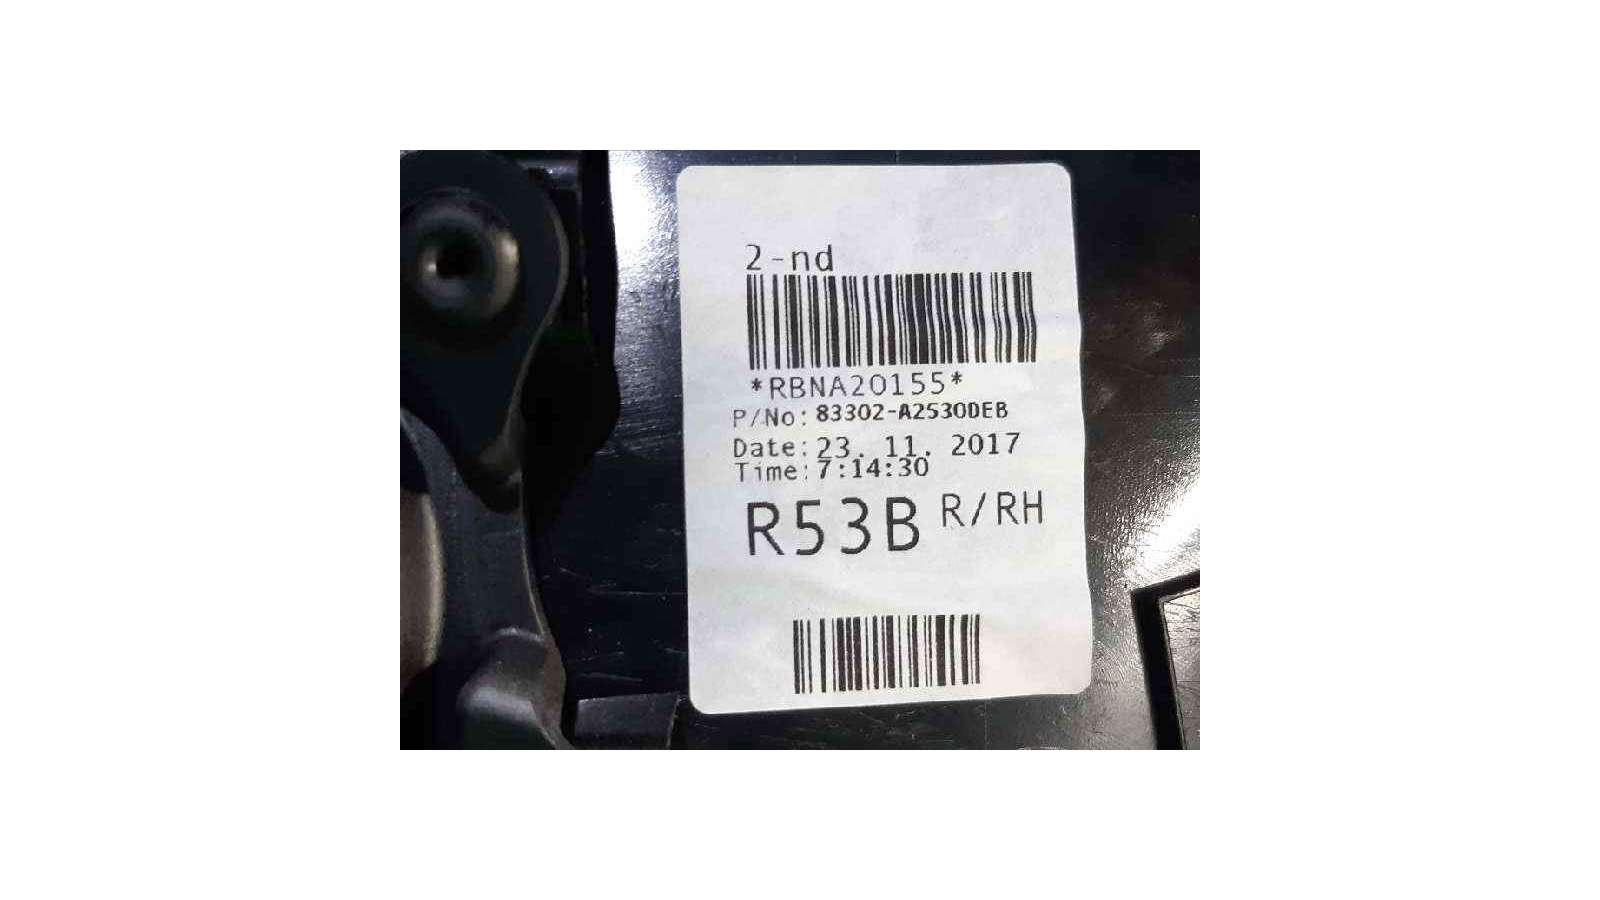 2-nd
*RBNA20155*
P/No: 83302-A2530DEB
Date: 23. 11. 2017
Time: 7:14:30
R53B R/RH